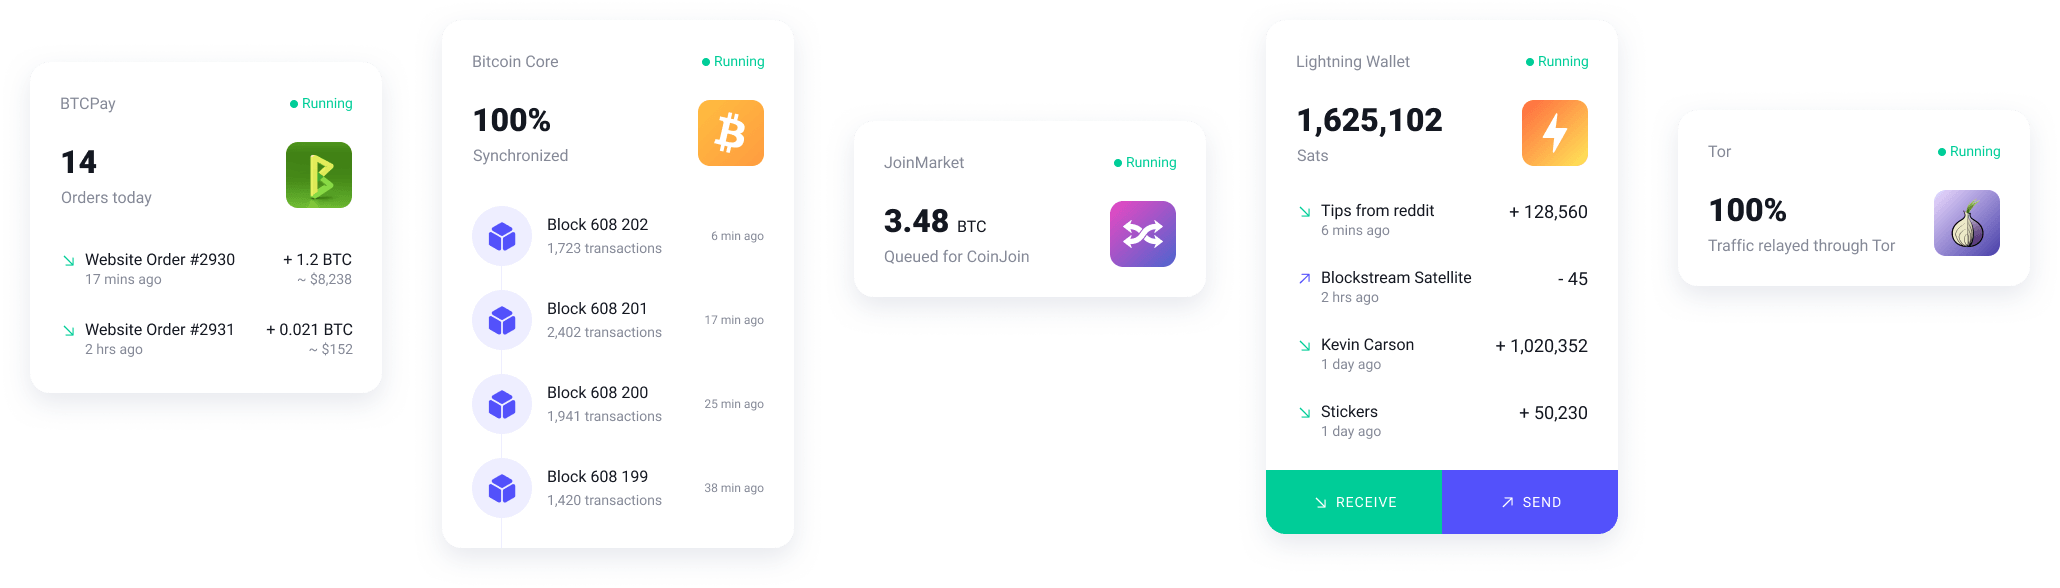 BTCPay
Running
14
Orders today
Website Order #2930
+ 1.2 BTC
17 mins ago
~ $8,238
Website Order #2931
+ 0.021 BTC
2 hrs ago
~ $152
Bitcoin Core
Running
100%
Synchronized
Block 608 202
1,723 transactions
6 min ago
Block 608 201
2,402 transactions
17 min ago
Block 608 200
1,941 transactions
25 min ago
Block 608 199
1,420 transactions
38 min ago
JoinMarket
Running
3.48 BTC
Queued for CoinJoin
Lightning Wallet
Running
1,625,102
Sats
Tips from reddit
+ 128,560
6 mins ago
Blockstream Satellite
- 45
2 hrs ago
Kevin Carson
+ 1,020,352
1 day ago
Stickers
+ 50,230
1 day ago
RECEIVE
SEND
Tor
Running
100%
Traffic relayed through Tor